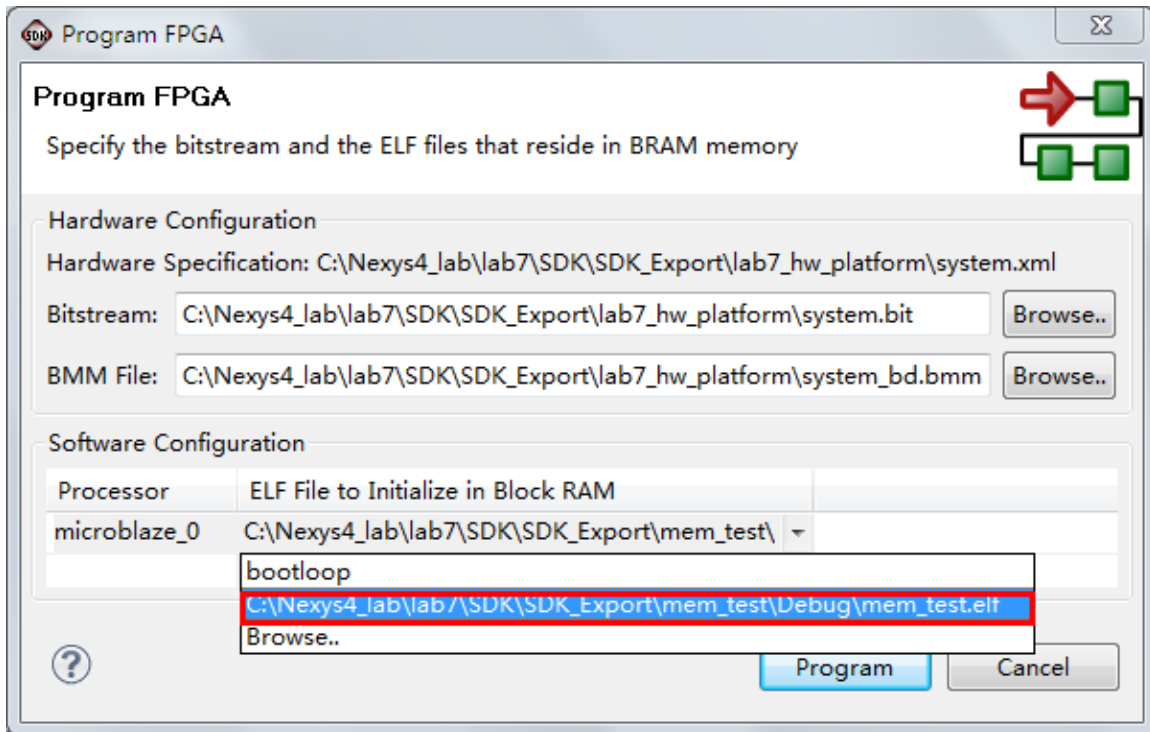 SDK Program FPGA
Program FPGA
Specify the bitstream and the ELF files that reside in BRAM memory
Hardware Configuration
Hardware Specification: C:\Nexys4_lab\lab7\SDK\SDK_Export\lab7_hw_platform\system.xml
Bitstream: C:\Nexys4_lab\lab7\SDK\SDK_Export\lab7_hw_platform\system.bit Browse..
BMM File: C:\Nexys4_lab\lab7\SDK\SDK_Export\lab7_hw_platform\system_bd.bmm Browse..
Software Configuration
Processor ELF File to Initialize in Block RAM
microblaze_0 C:\Nexys4_lab\lab7\SDK\SDK_Export\mem_test\
bootloop
C:\Nexys4_lab\lab7\SDK\SDK_Export\mem_test\Debug\mem_test.elf
Browse..
? Program Cancel